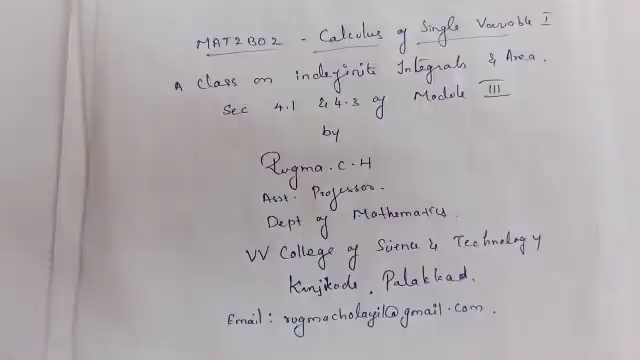 MAT2B02 - Calculus of Single Variable I
A Class on indefinite Integrals & Area.
Sec 4.1 & 4.3 of Module III
by
Rugma.C.H
Asst. Professor.
Dept of Mathematics.
VV College of Science & Technology
Kanjikode, Palakkad.
Email: rugmacholayil@gmail.com.